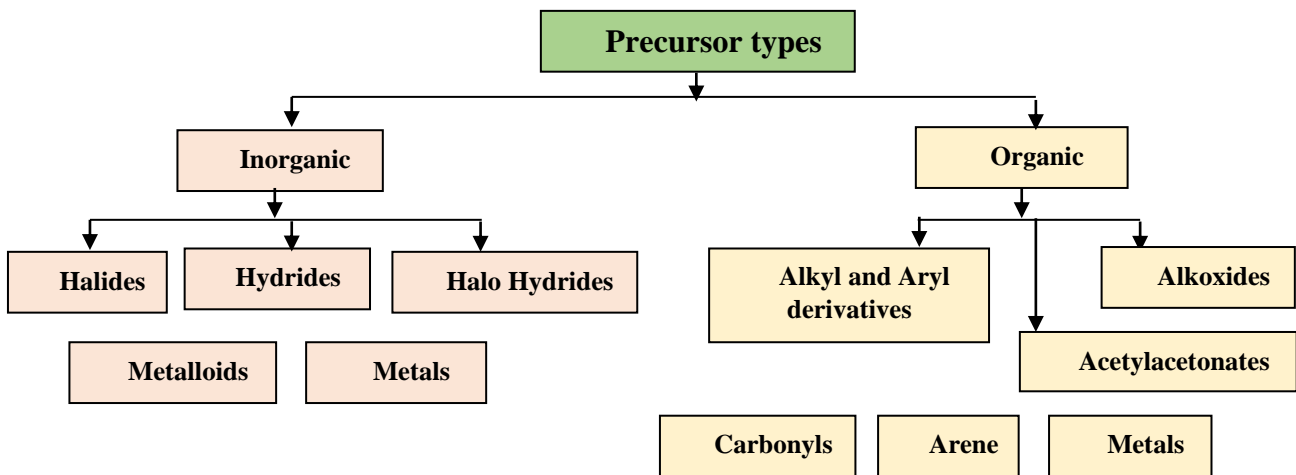 Precursor types
Inorganic
Organic
Halides
Hydrides
Halo Hydrides
Alkyl and Aryl
derivatives
Alkoxides
Metalloids
Metals
Acetylacetonates
Carbonyls
Arene
Metals